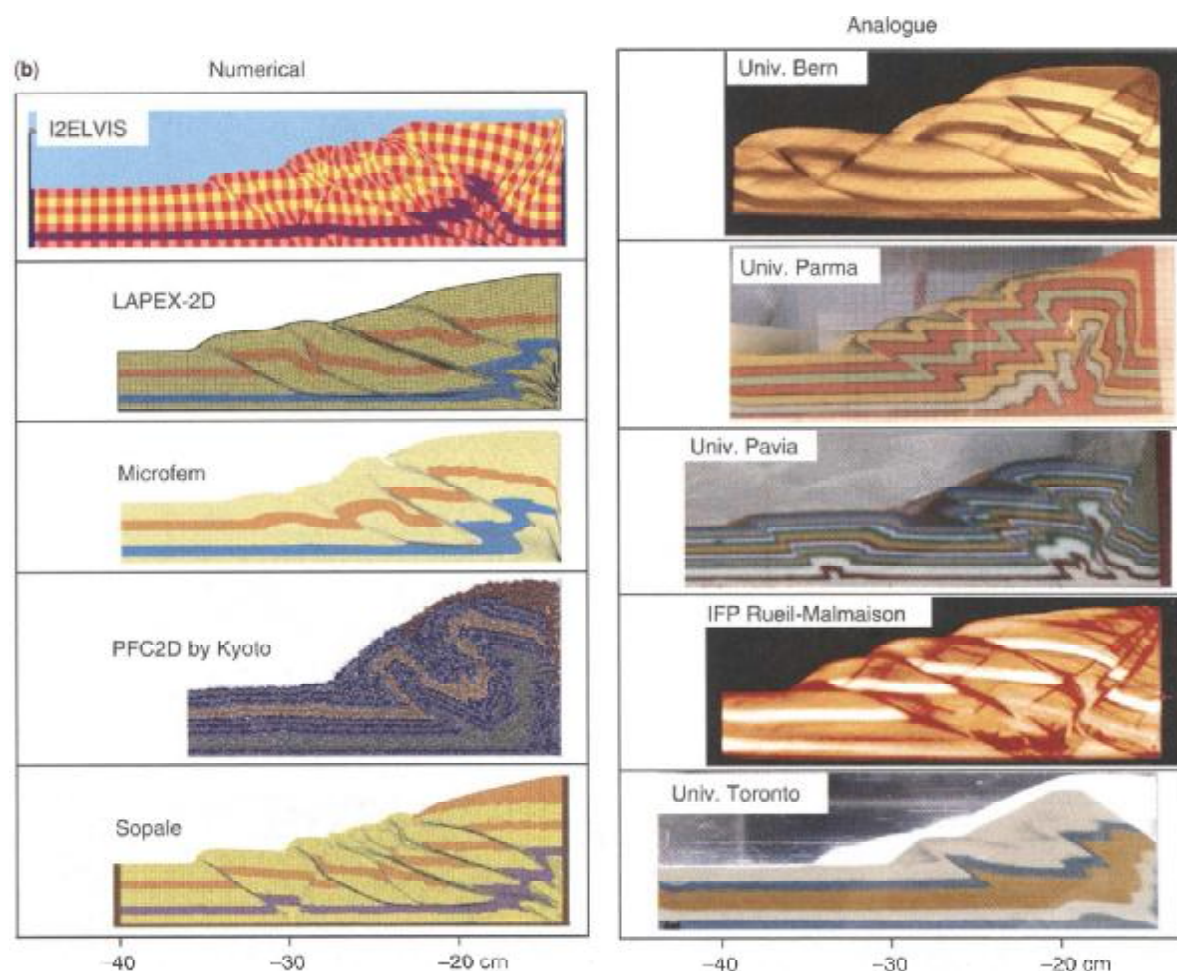 (b)
Numerical
I2ELVIS
LAPEX-2D
Microfem
PFC2D by Kyoto
Sopale
−40
−30
−20 cm
Analogue
Univ. Bern
Univ. Parma
Univ. Pavia
IFP Rueil-Malmaison
Univ. Toronto
−40
−30
−20 cm